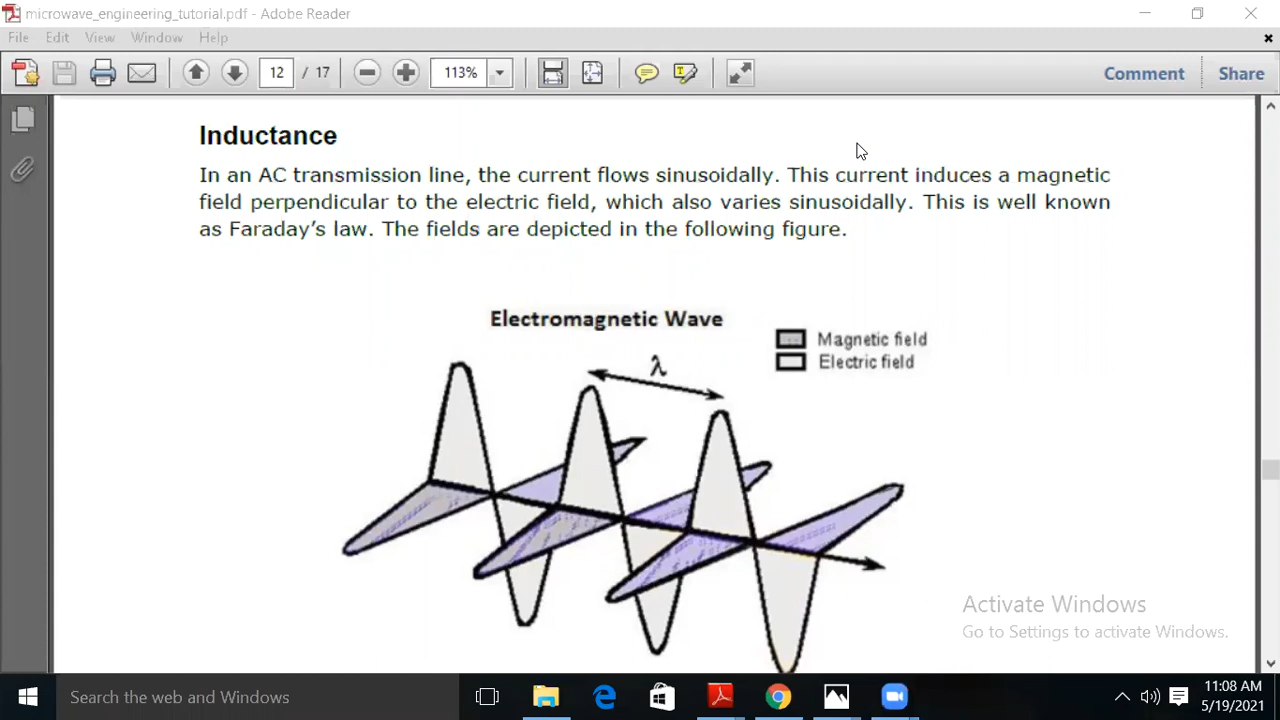 microwave_engineering_tutorial.pdf - Adobe Reader
File Edit View Window Help
12 / 17 113% Comment Share
Inductance
In an AC transmission line, the current flows sinusoidally. This current induces a magnetic
field perpendicular to the electric field, which also varies sinusoidally. This is well known
as Faraday's law. The fields are depicted in the following figure.
Electromagnetic Wave
Magnetic field
Electric field
λ
Activate Windows
Go to Settings to activate Windows.
Search the web and Windows
11:08 AM
5/19/2021